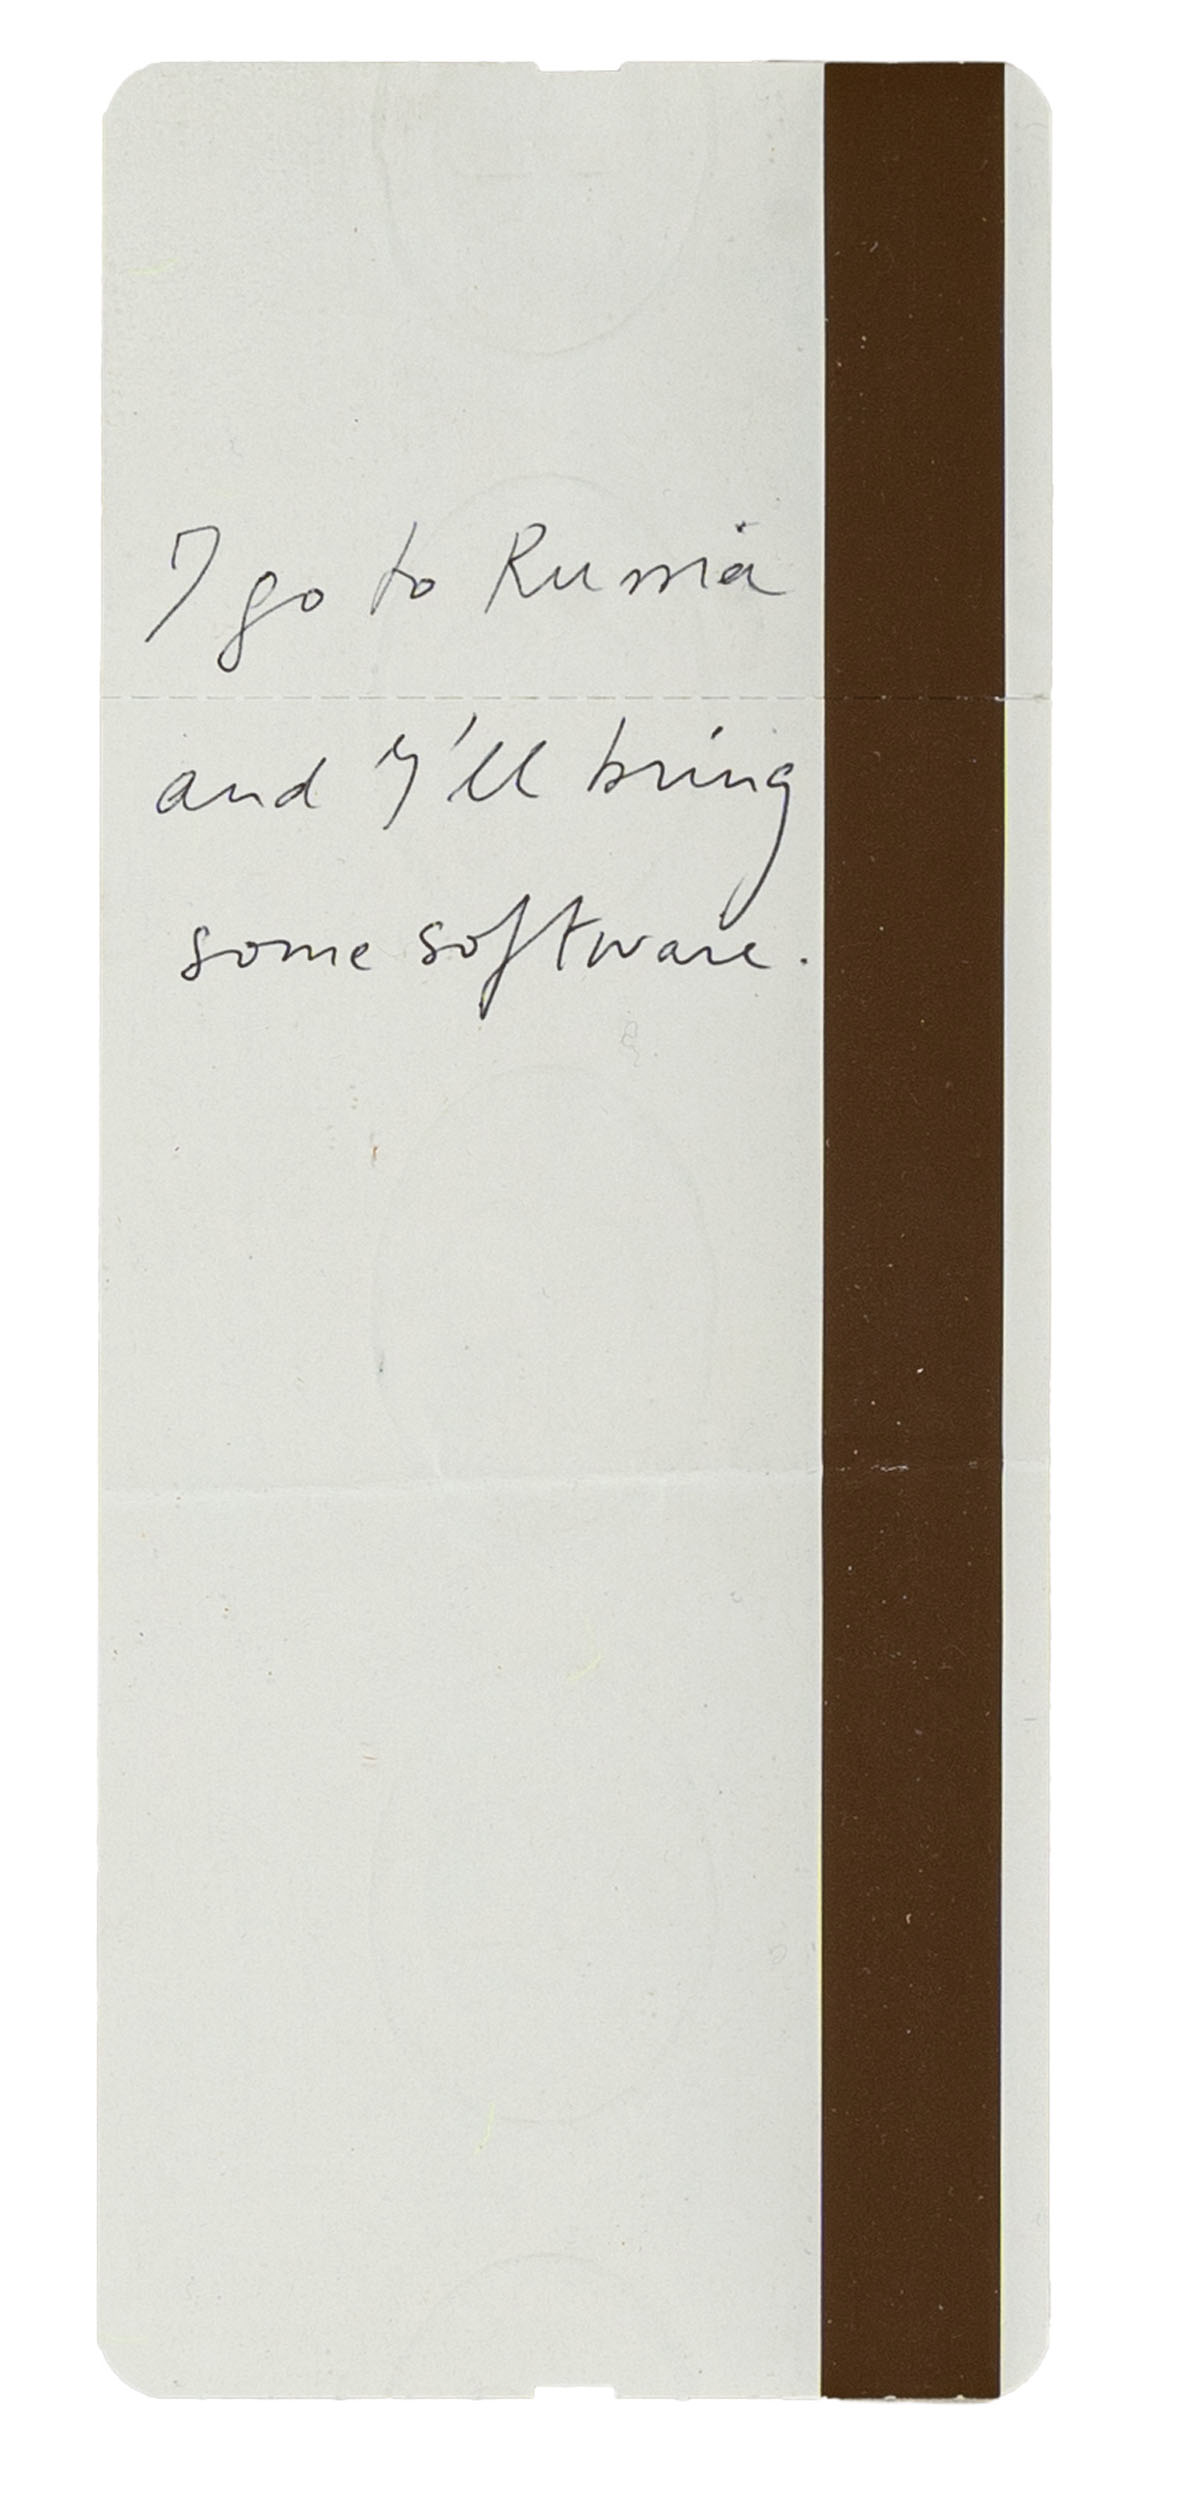 I go to Russia
and I'll bring
some software.